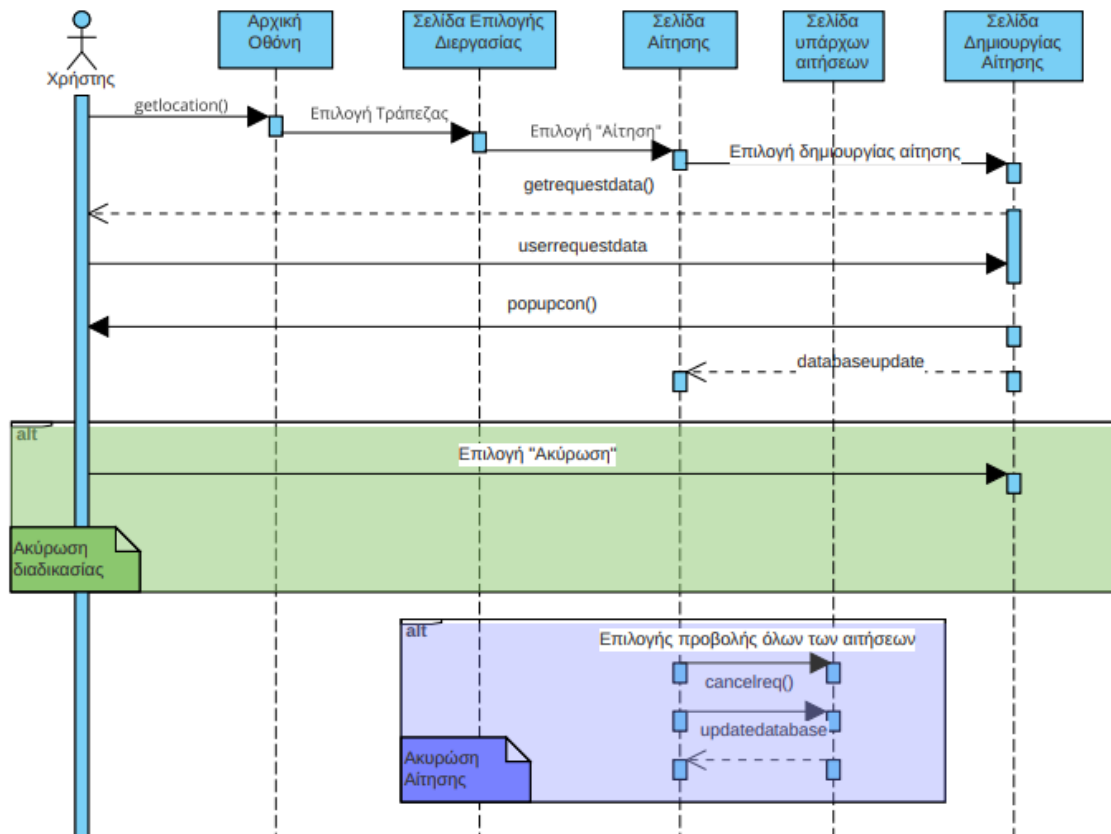 Χρήστης
Αρχική
Οθόνη
Σελίδα Επιλογής
Διεργασίας
Σελίδα
Αίτησης
Σελίδα
υπάρχων
αιτήσεων
Σελίδα
Δημιουργίας
Αίτησης
getlocation()
Επιλογή Τράπεζας
Επιλογή "Αίτηση"
Επιλογή δημιουργίας αίτησης
getrequestdata()
userrequestdata
popupcon()
databaseupdate
alt
Επιλογή "Ακύρωση"
Ακύρωση
διαδικασίας
alt
Επιλογής προβολής όλων των αιτήσεων
cancelreq()
updatedatabase
Ακυρώση
Αίτησης